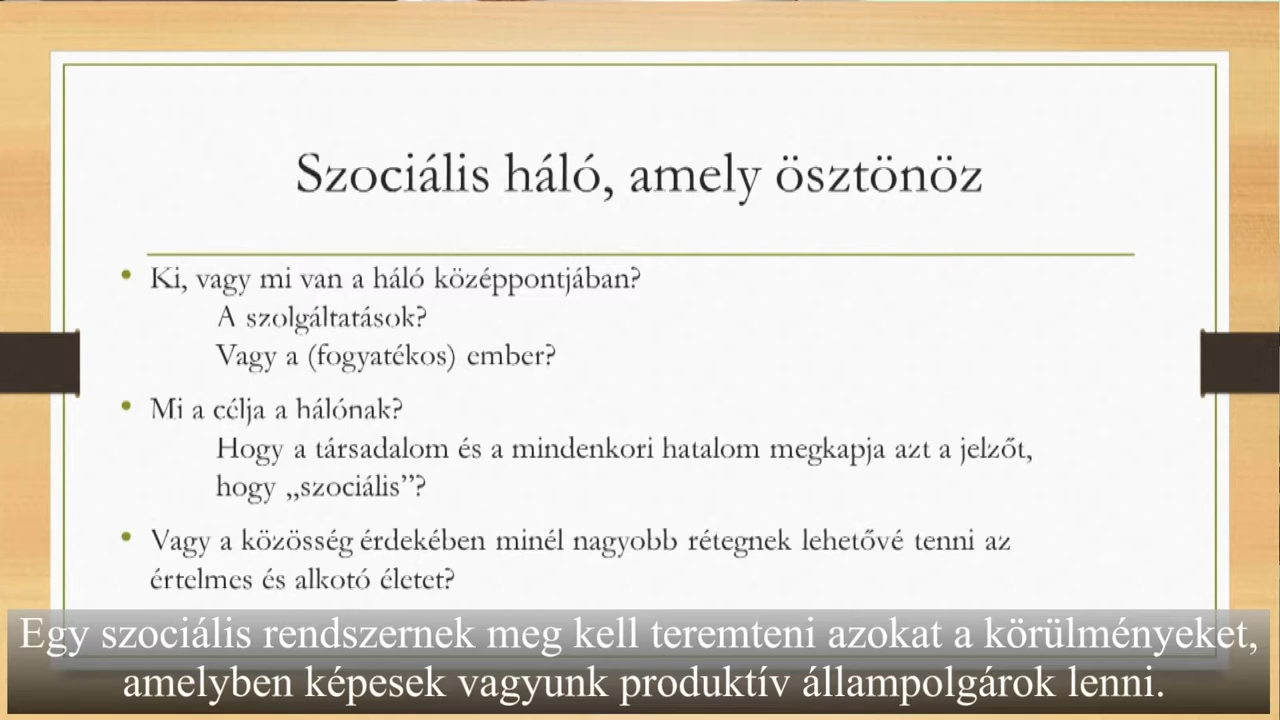 Szociális háló, amely ösztönöz
• Ki, vagy mi van a háló középpontjában?
A szolgáltatások?
Vagy a (fogyatékos) ember?
• Mi a célja a hálónak?
Hogy a társadalom és a mindenkori hatalom megkapja azt a jelzőt,
hogy „szociális”?
• Vagy a közösség érdekében minél nagyobb rétegnek lehetővé tenni az
értelmes és alkotó életet?
Egy szociális rendszernek meg kell teremteni azokat a körülményeket,
amelyben képesek vagyunk produktív állampolgárok lenni.